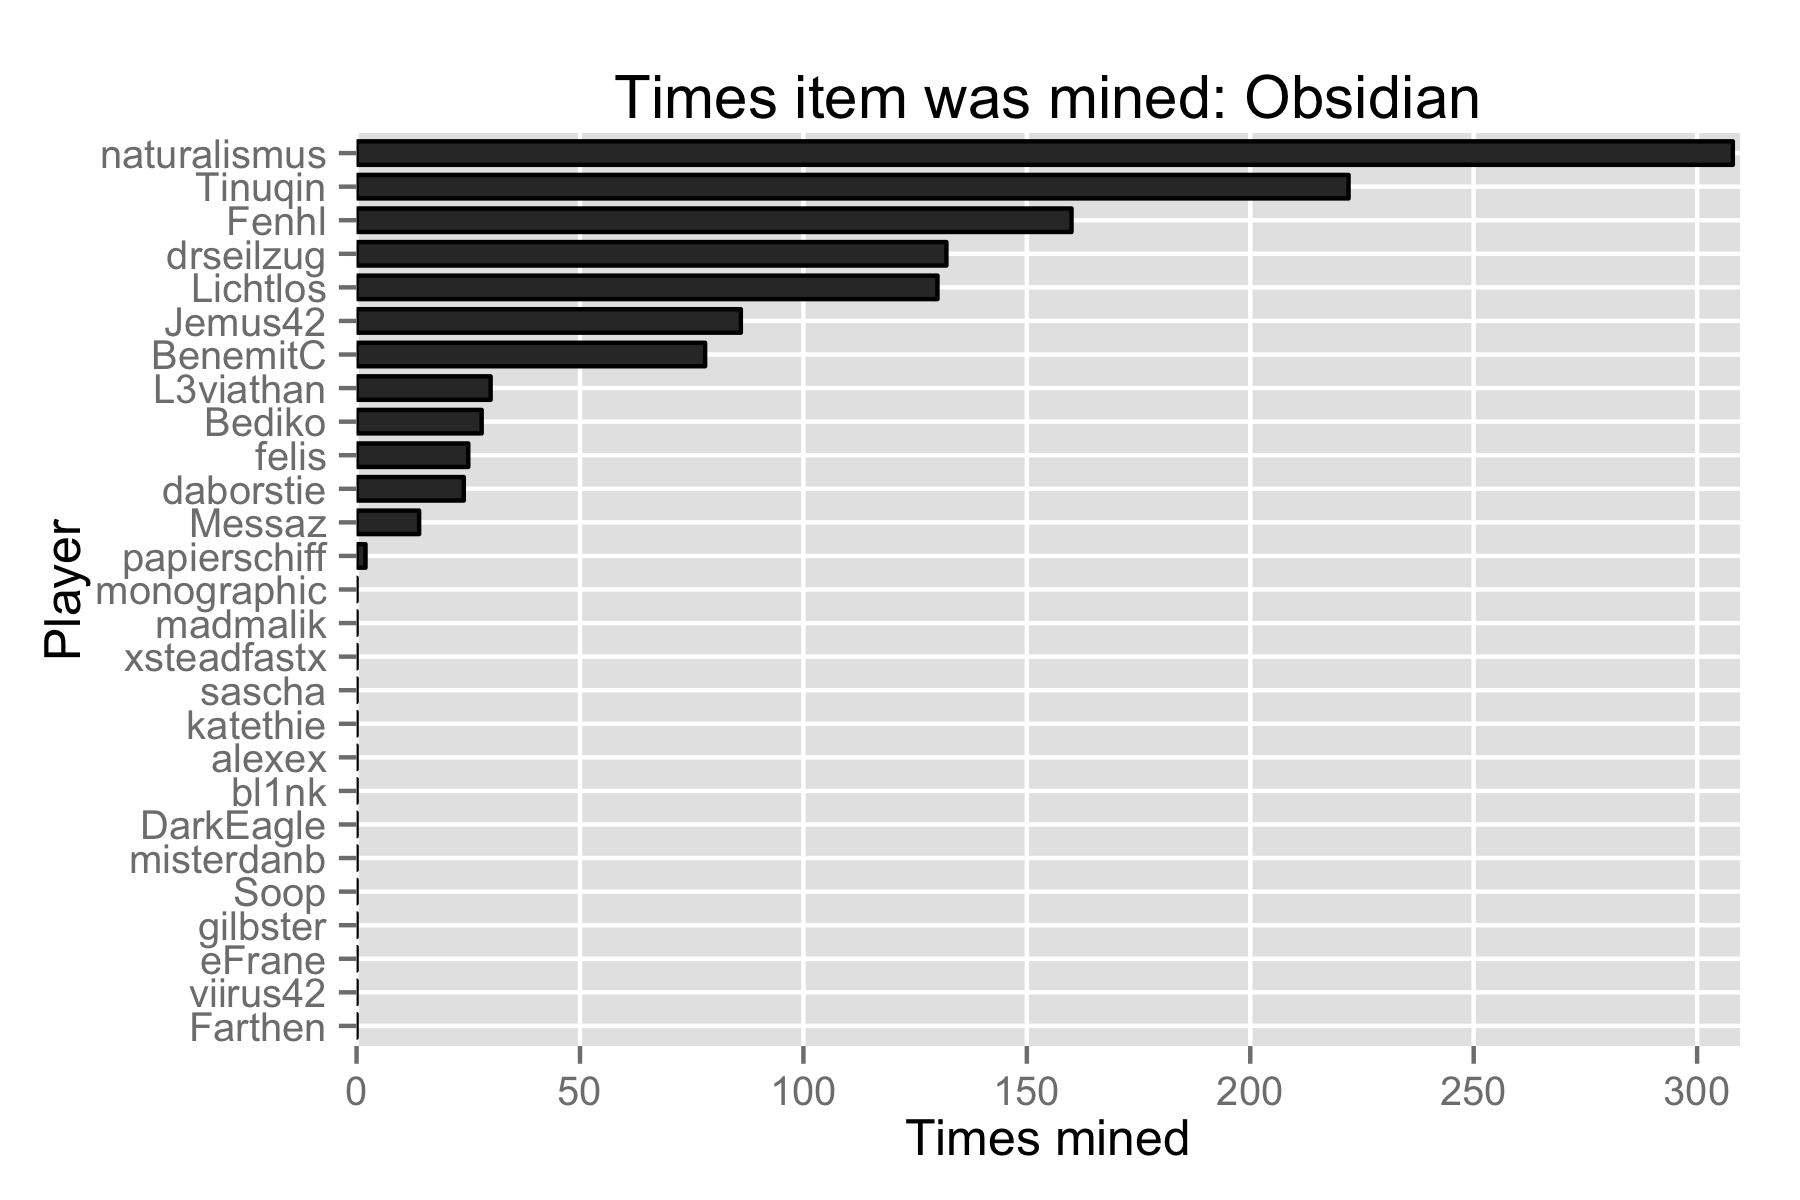 Times item was mined: Obsidian
naturalismus
Tinuqin
Fenhl
drseilzug
Lichtlos
Jemus42
BenemitC
L3viathan
Bediko
felis
daborstie
Messaz
papierschiff
monographic
madmalik
xsteadfastx
sascha
katethie
alexex
bl1nk
DarkEagle
misterdanb
Soop
gilbster
eFrane
viirus42
Farthen
Player
0 50 100 150 200 250 300
Times mined